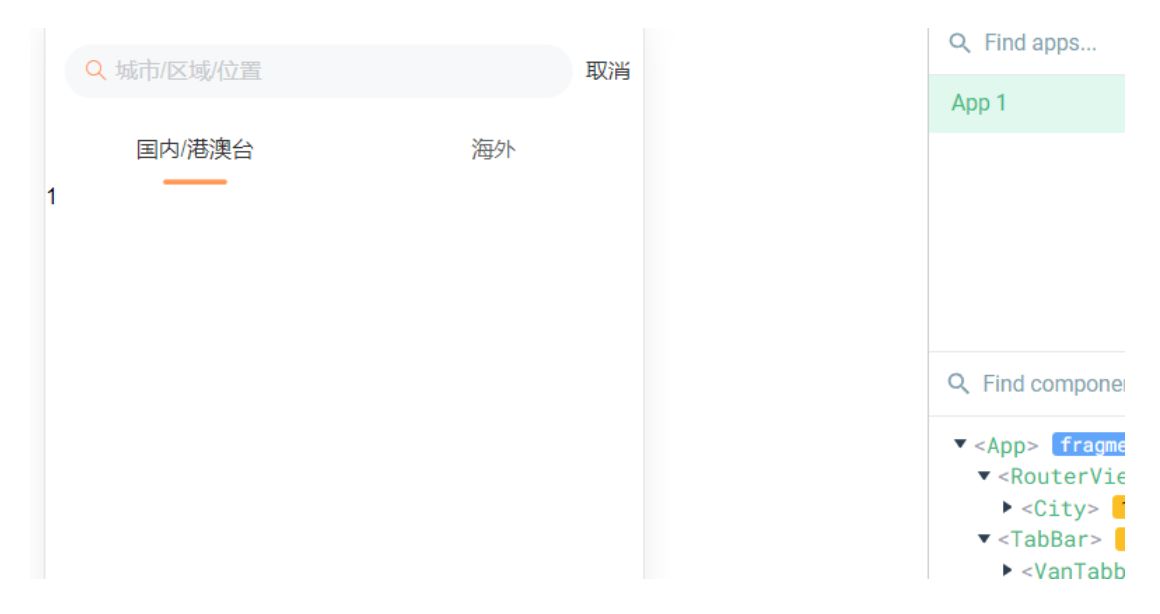 城市/区域/位置 取消
国内/港澳台 海外
1
Find apps...
App 1
Find compone
<App> fragme
<RouterVie
<City>
<TabBar>
<VanTabb